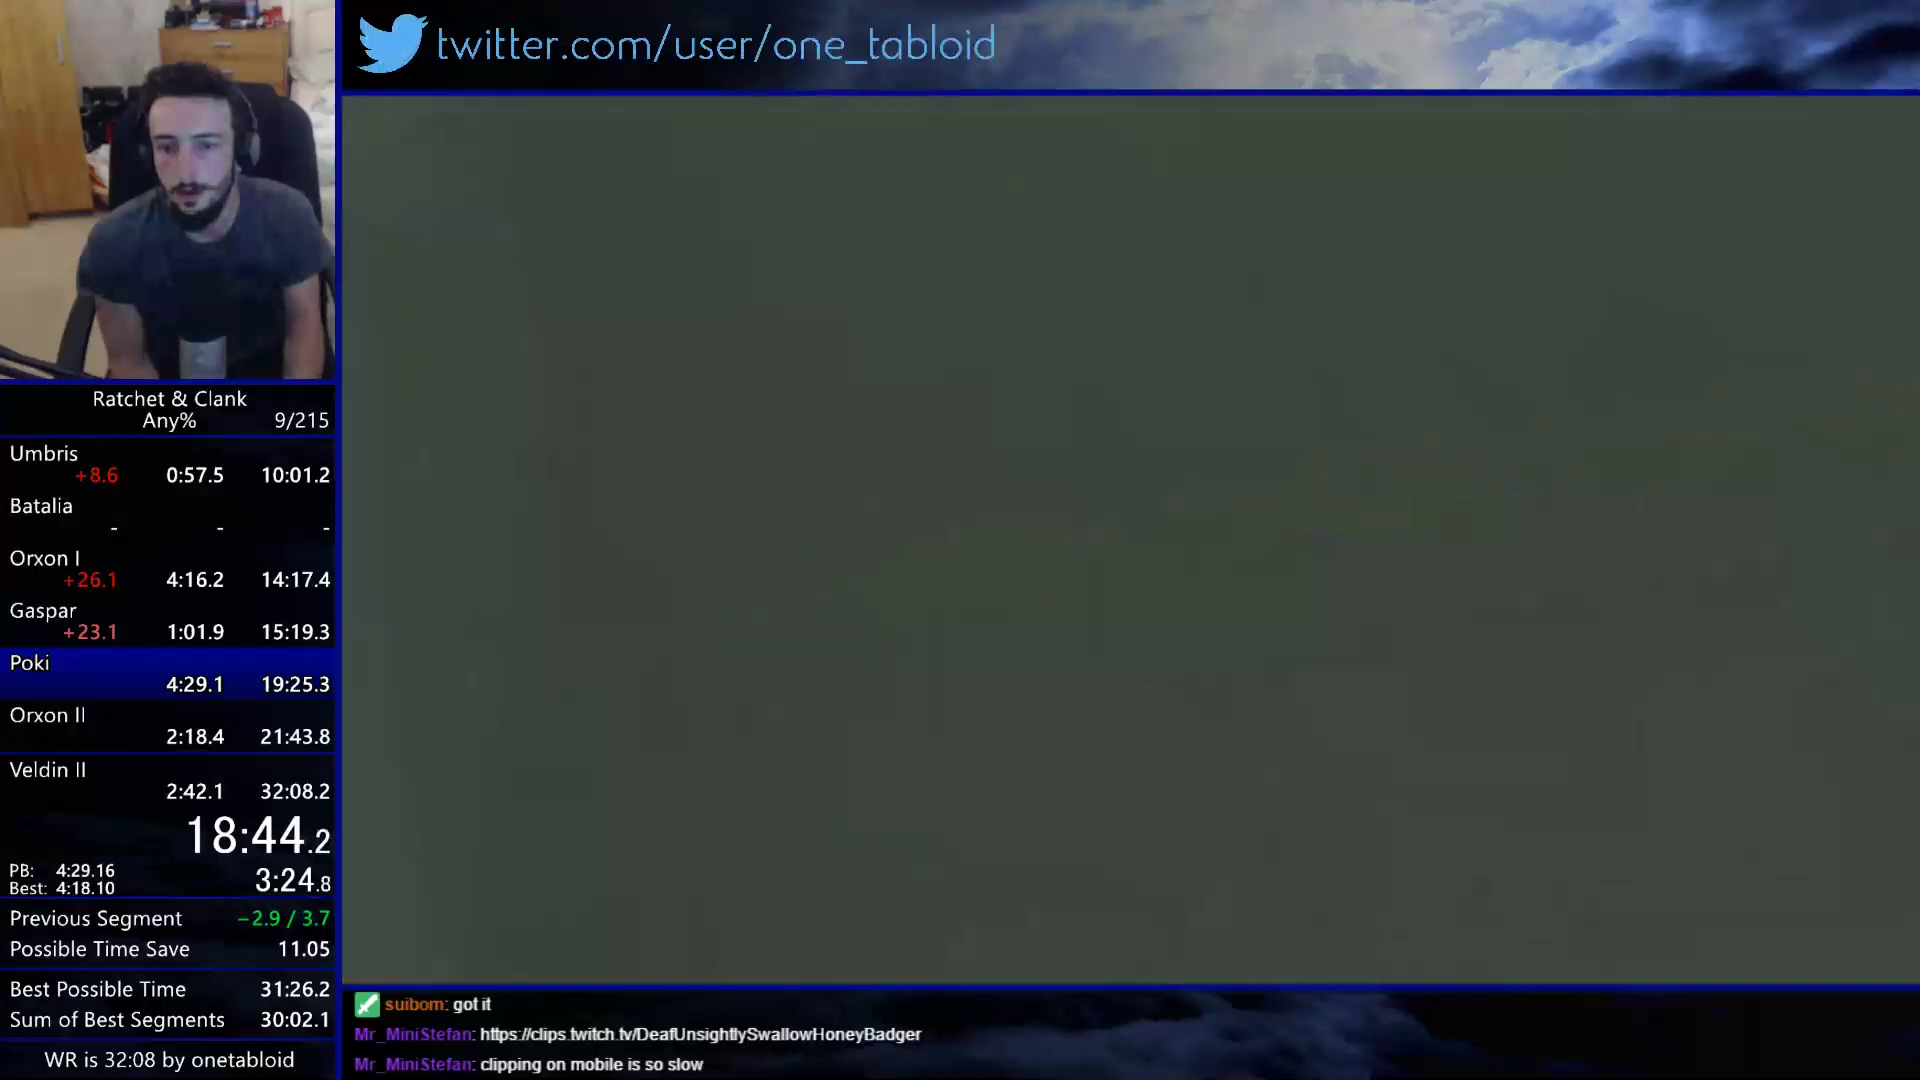 twitter.com/user/one_tabloid
Ratchet & Clank
Any% 9/215
Umbris
+8.6 0:57.5 10:01.2
Batalia
- - -
Orxon I
+26.1 4:16.2 14:17.4
Gaspar
+23.1 1:01.9 15:19.3
Poki
4:29.1 19:25.3
Orxon II
2:18.4 21:43.8
Veldin II
2:42.1 32:08.2
18:44.2
PB: 4:29.16
Best: 4:18.10
3:24.8
Previous Segment −2.9 / 3.7
Possible Time Save 11.05
Best Possible Time 31:26.2
Sum of Best Segments 30:02.1
WR is 32:08 by onetabloid
suibom: got it
Mr_MiniStefan: https://clips.twitch.tv/DeafUnsightlySwallowHoneyBadger
Mr_MiniStefan: clipping on mobile is so slow